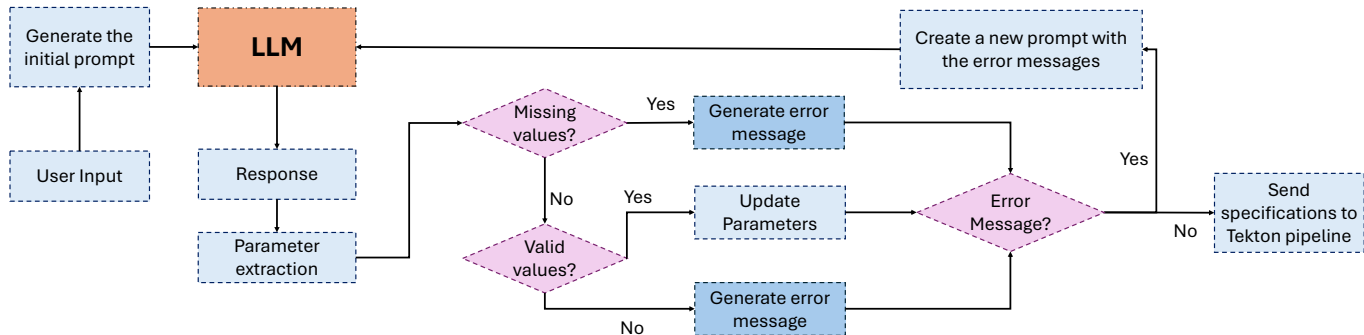 Generate the
initial prompt
LLM
Create a new prompt with
the error messages
User Input
Response
Parameter
extraction
Missing
values?
Yes
Generate error
message
No
Yes
Update
Parameters
Valid
values?
No
Generate error
message
Error
Message?
Yes
No
Send
specifications to
Tekton pipeline